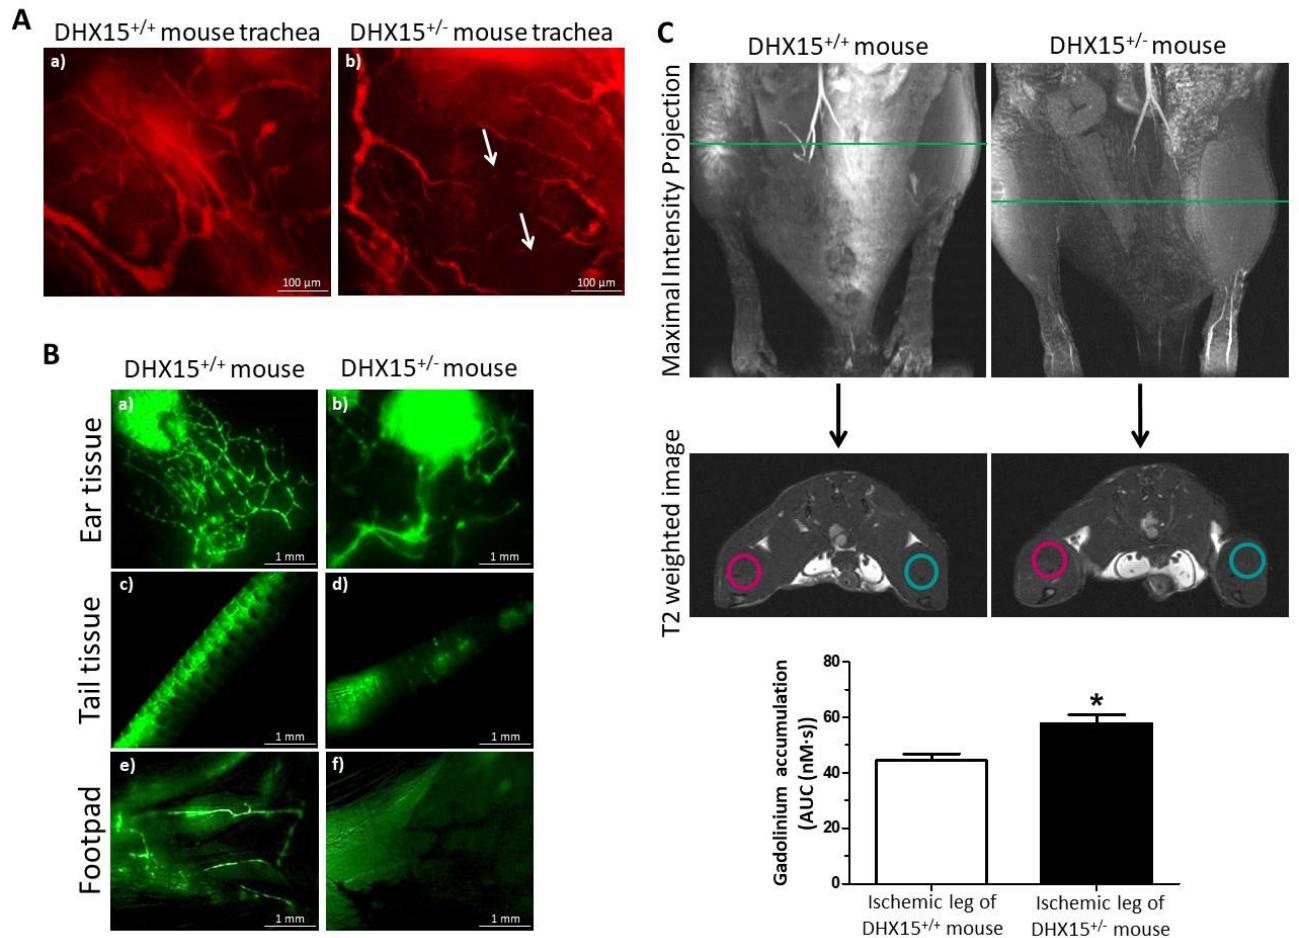 A
DHX15+/+ mouse trachea
DHX15+/- mouse trachea
a)
b)
100 µm
100 µm
B
DHX15+/+ mouse
DHX15+/- mouse
Ear tissue
a)
b)
1 mm
1 mm
Tail tissue
c)
d)
1 mm
1 mm
Footpad
e)
f)
1 mm
1 mm
C
DHX15+/+ mouse
DHX15+/- mouse
Maximal Intensity Projection
T2 weighted image
Gadolinium accumulation
(AUC (nM·s))
80
60
40
20
0
*
Ischemic leg of
DHX15+/+ mouse
Ischemic leg of
DHX15+/- mouse